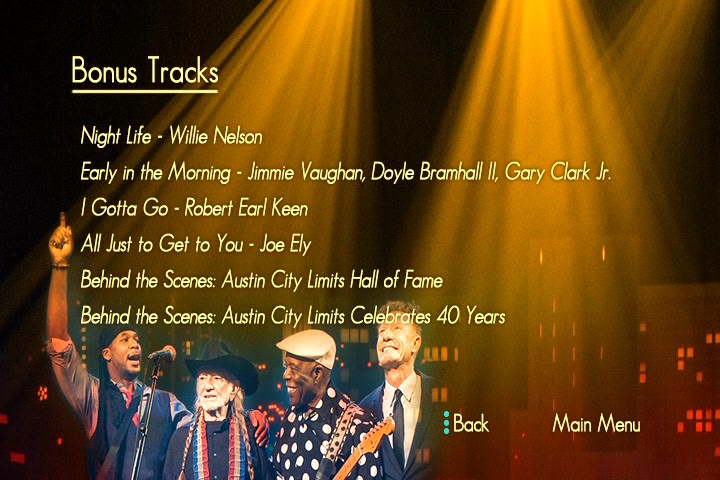 Bonus Tracks
Night Life - Willie Nelson
Early in the Morning - Jimmie Vaughan, Doyle Bramhall II, Gary Clark Jr.
I Gotta Go - Robert Earl Keen
All Just to Get to You - Joe Ely
Behind the Scenes: Austin City Limits Hall of Fame
Behind the Scenes: Austin City Limits Celebrates 40 Years
Back
Main Menu